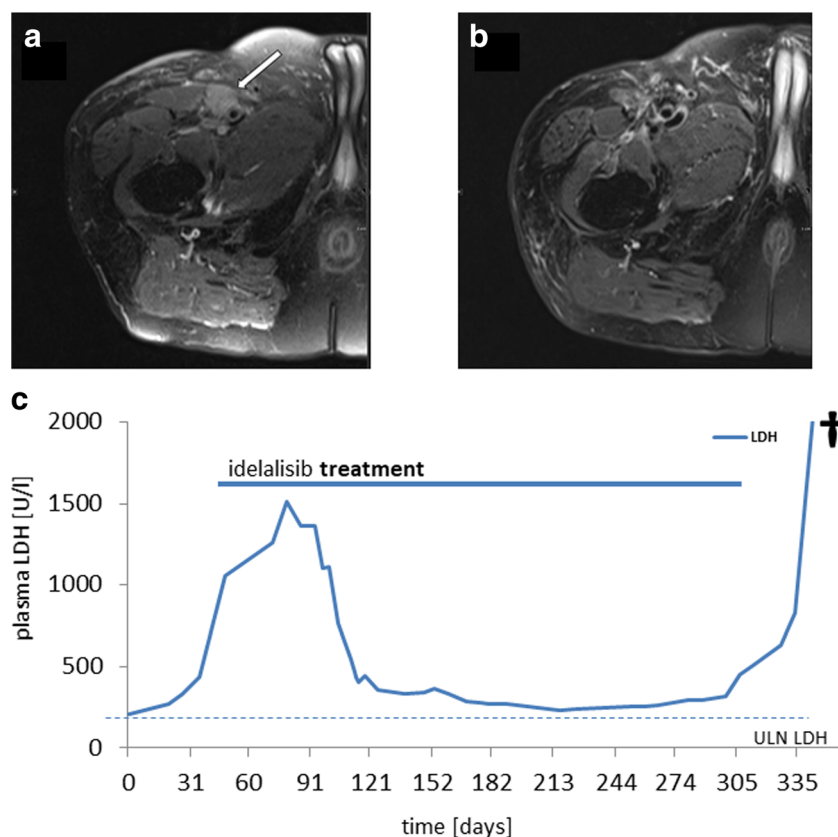 a
b
c
2000
1500
1000
500
0
plasma LDH [U/l]
idelalisib treatment
LDH
ULN LDH
0 31 60 91 121 152 182 213 244 274 305 335
time [days]